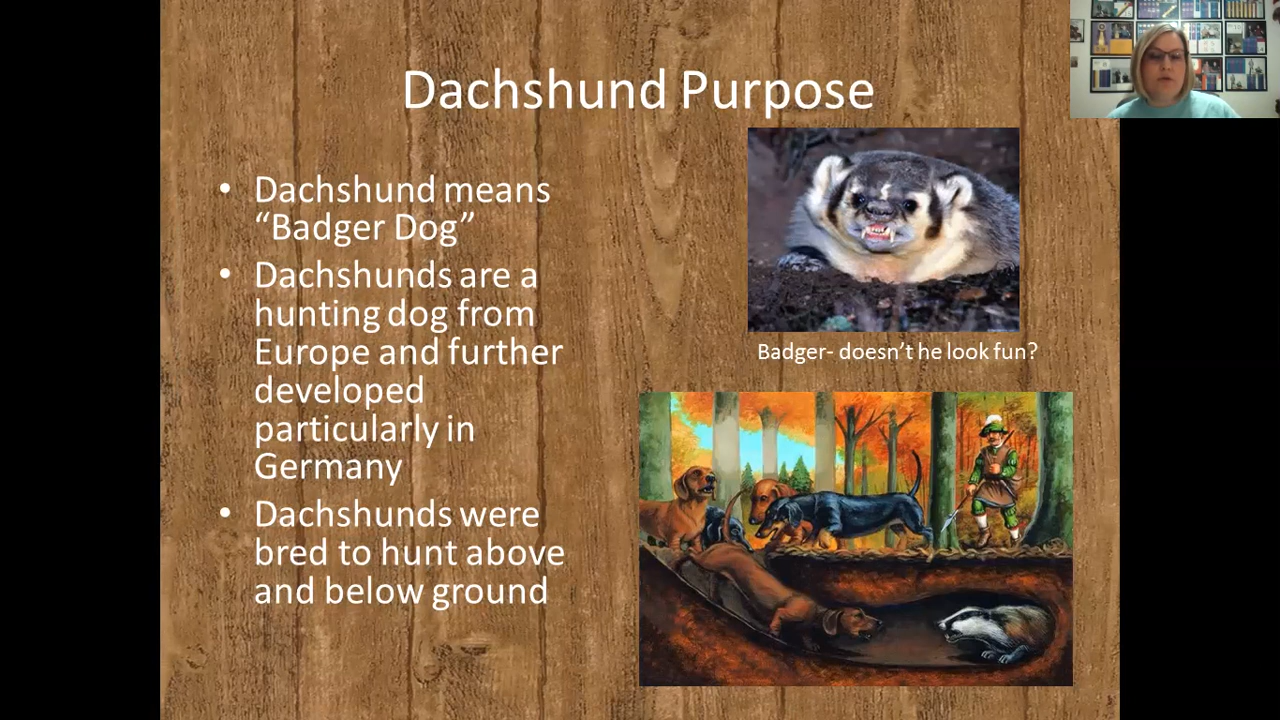 Dachshund Purpose
• Dachshund means
“Badger Dog”
• Dachshunds are a
hunting dog from
Europe and further
developed
particularly in
Germany
• Dachshunds were
bred to hunt above
and below ground
Badger- doesn’t he look fun?